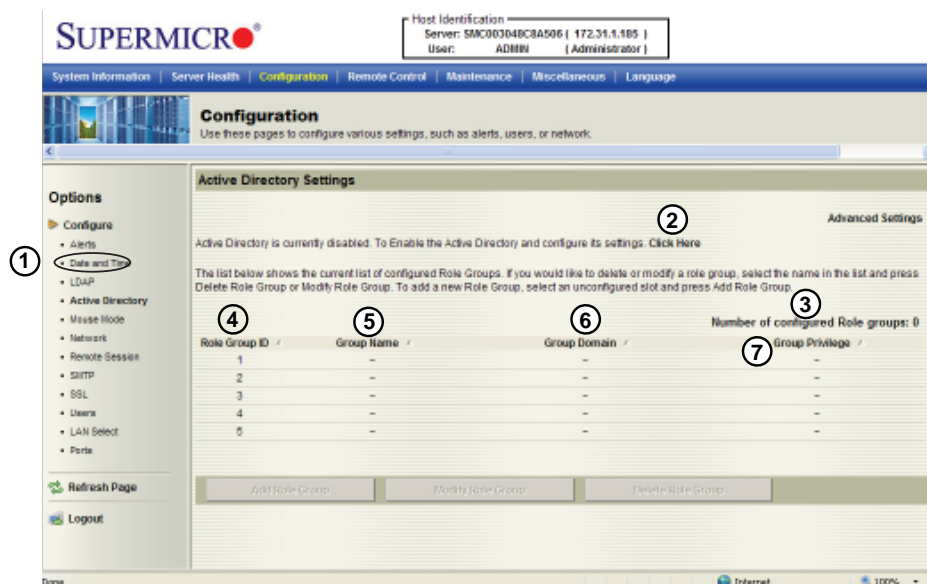 SUPERMICRO®
Host Identification
Server: SMC003048C8A506 ( 172.31.1.185 )
User: ADMIN ( Administrator )
System Information | Server Health | Configuration | Remote Control | Maintenance | Miscellaneous | Language
Configuration
Use these pages to configure various settings, such as alerts, users, or network.
Options
Configure
Alerts
1
Date and Time
LDAP
Active Directory
Mouse Mode
Network
Remote Session
SMTP
SSL
Users
LAN Select
Ports
Refresh Page
Logout
Active Directory Settings
2
Advanced Settings
Active Directory is currently disabled. To Enable the Active Directory and configure its settings. Click Here
The list below shows the current list of configured Role Groups. If you would like to delete or modify a role group, select the name in the list and press
Delete Role Group or Modify Role Group. To add a new Role Group, select an unconfigured slot and press Add Role Group.
3
Number of configured Role groups: 0
4 5 6
Role Group ID Group Name Group Domain 7 Group Privilege
1 ~ ~ ~
2 ~ ~ ~
3 ~ ~ ~
4 ~ ~ ~
5 ~ ~ ~
Add Role Group Modify Role Group Delete Role Group
Done Internet 100%